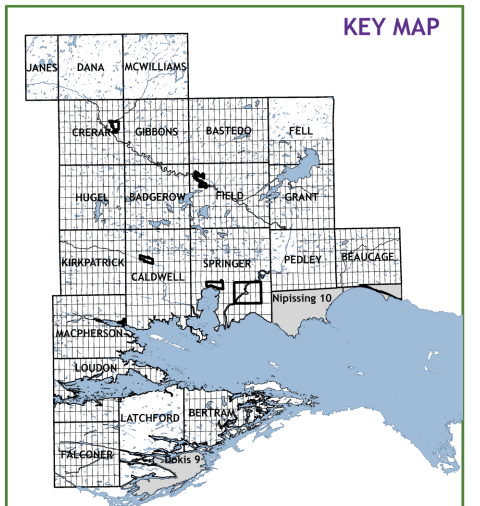 KEY MAP
JANES DANA MCWILLIAMS
CRERAR GIBBONS BASTEDO FELL
HUGEL BADGEROW FIELD GRANT
KIRKPATRICK CALDWELL SPRINGER PEDLEY BEAUCAGE
Nipissing 10
MACPHERSON
LOUDON
LATCHFORD BERTRAM
FALCONER Dokis 9